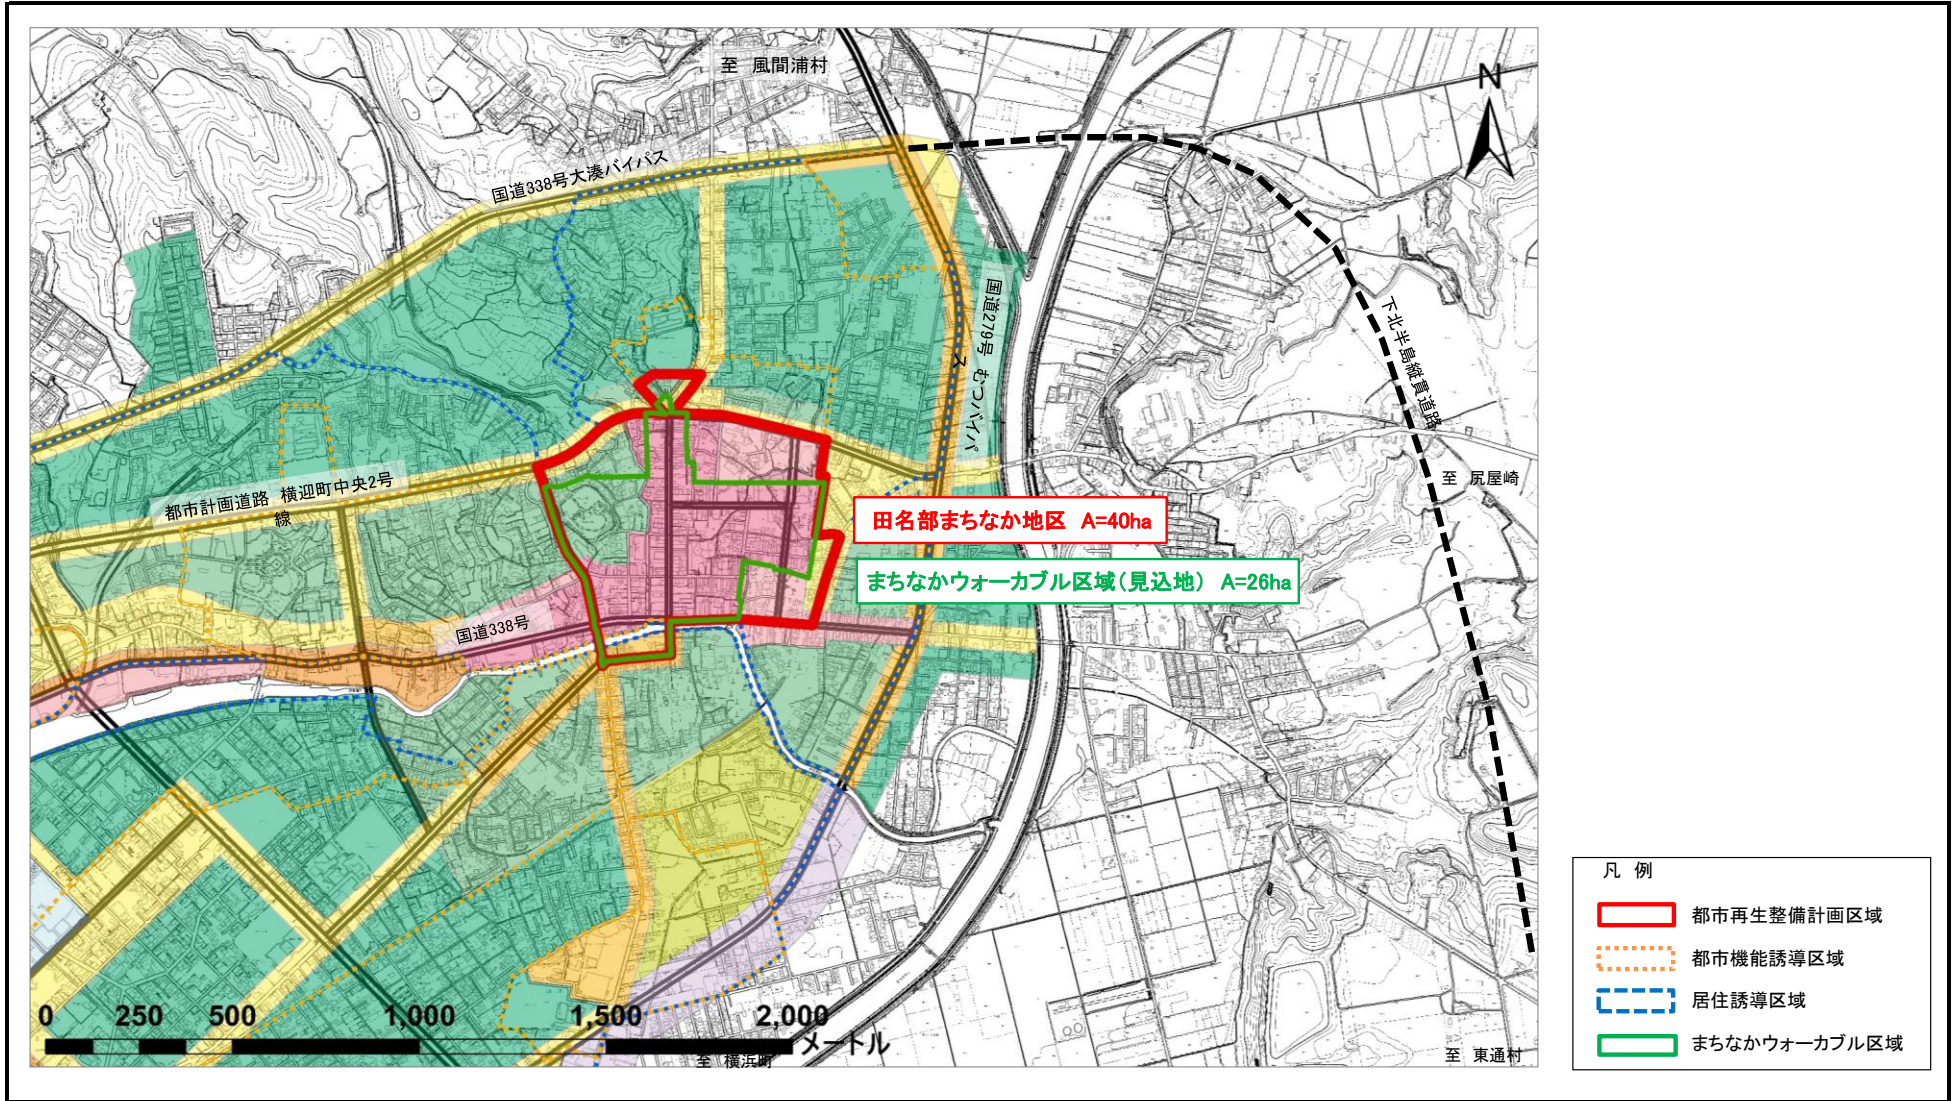 至 風間浦村
N
国道338号大湊バイパス
国道279号 むつバイパ
ス
下北半島縦貫道路
至 尻屋崎
都市計画道路 横迎町中央2号
線
田名部まちなか地区 A=40ha
まちなかウォーカブル区域(見込地) A=26ha
国道338号
0 250 500 1,000 1,500 2,000
メートル
至 横浜町
至 東通村
凡 例
都市再生整備計画区域
都市機能誘導区域
居住誘導区域
まちなかウォーカブル区域